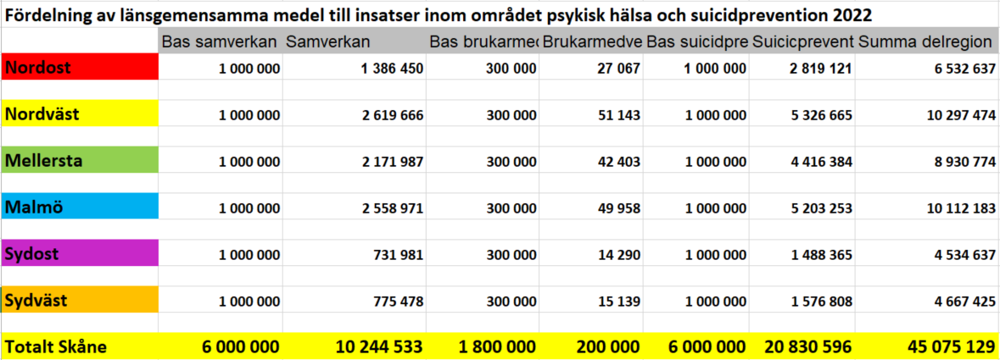 Fördelning av länsgemensamma medel till insatser inom området psykisk hälsa och suicidprevention 2022
Bas samverkan Samverkan Bas brukarmed Brukarmedve Bas suicidpre Suicicprevent Summa delregion
Nordost 1 000 000 1 386 450 300 000 27 067 1 000 000 2 819 121 6 532 637
Nordväst 1 000 000 2 619 666 300 000 51 143 1 000 000 5 326 665 10 297 474
Mellersta 1 000 000 2 171 987 300 000 42 403 1 000 000 4 416 384 8 930 774
Malmö 1 000 000 2 558 971 300 000 49 958 1 000 000 5 203 253 10 112 183
Sydost 1 000 000 731 981 300 000 14 290 1 000 000 1 488 365 4 534 637
Sydväst 1 000 000 775 478 300 000 15 139 1 000 000 1 576 808 4 667 425
Totalt Skåne 6 000 000 10 244 533 1 800 000 200 000 6 000 000 20 830 596 45 075 129